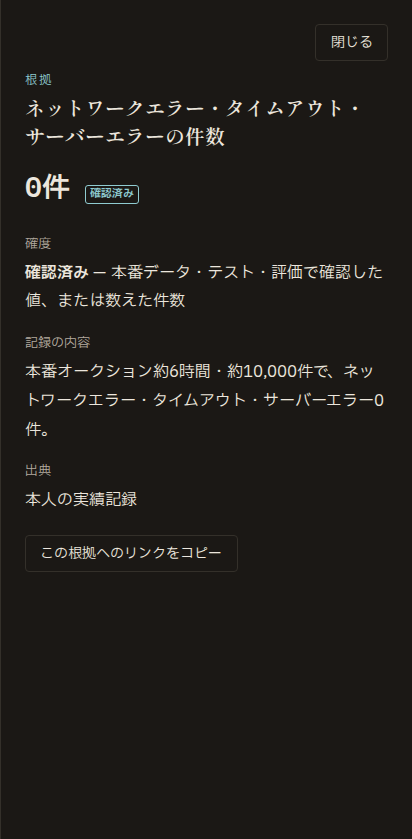 閉じる
根拠
ネットワークエラー・タイムアウト・
サーバーエラーの件数
0件 確認済み
確度
確認済み — 本番データ・テスト・評価で確認した
値、または数えた件数
記録の内容
本番オークション約6時間・約10,000件で、ネッ
トワークエラー・タイムアウト・サーバーエラー0
件。
出典
本人の実績記録
この根拠へのリンクをコピー